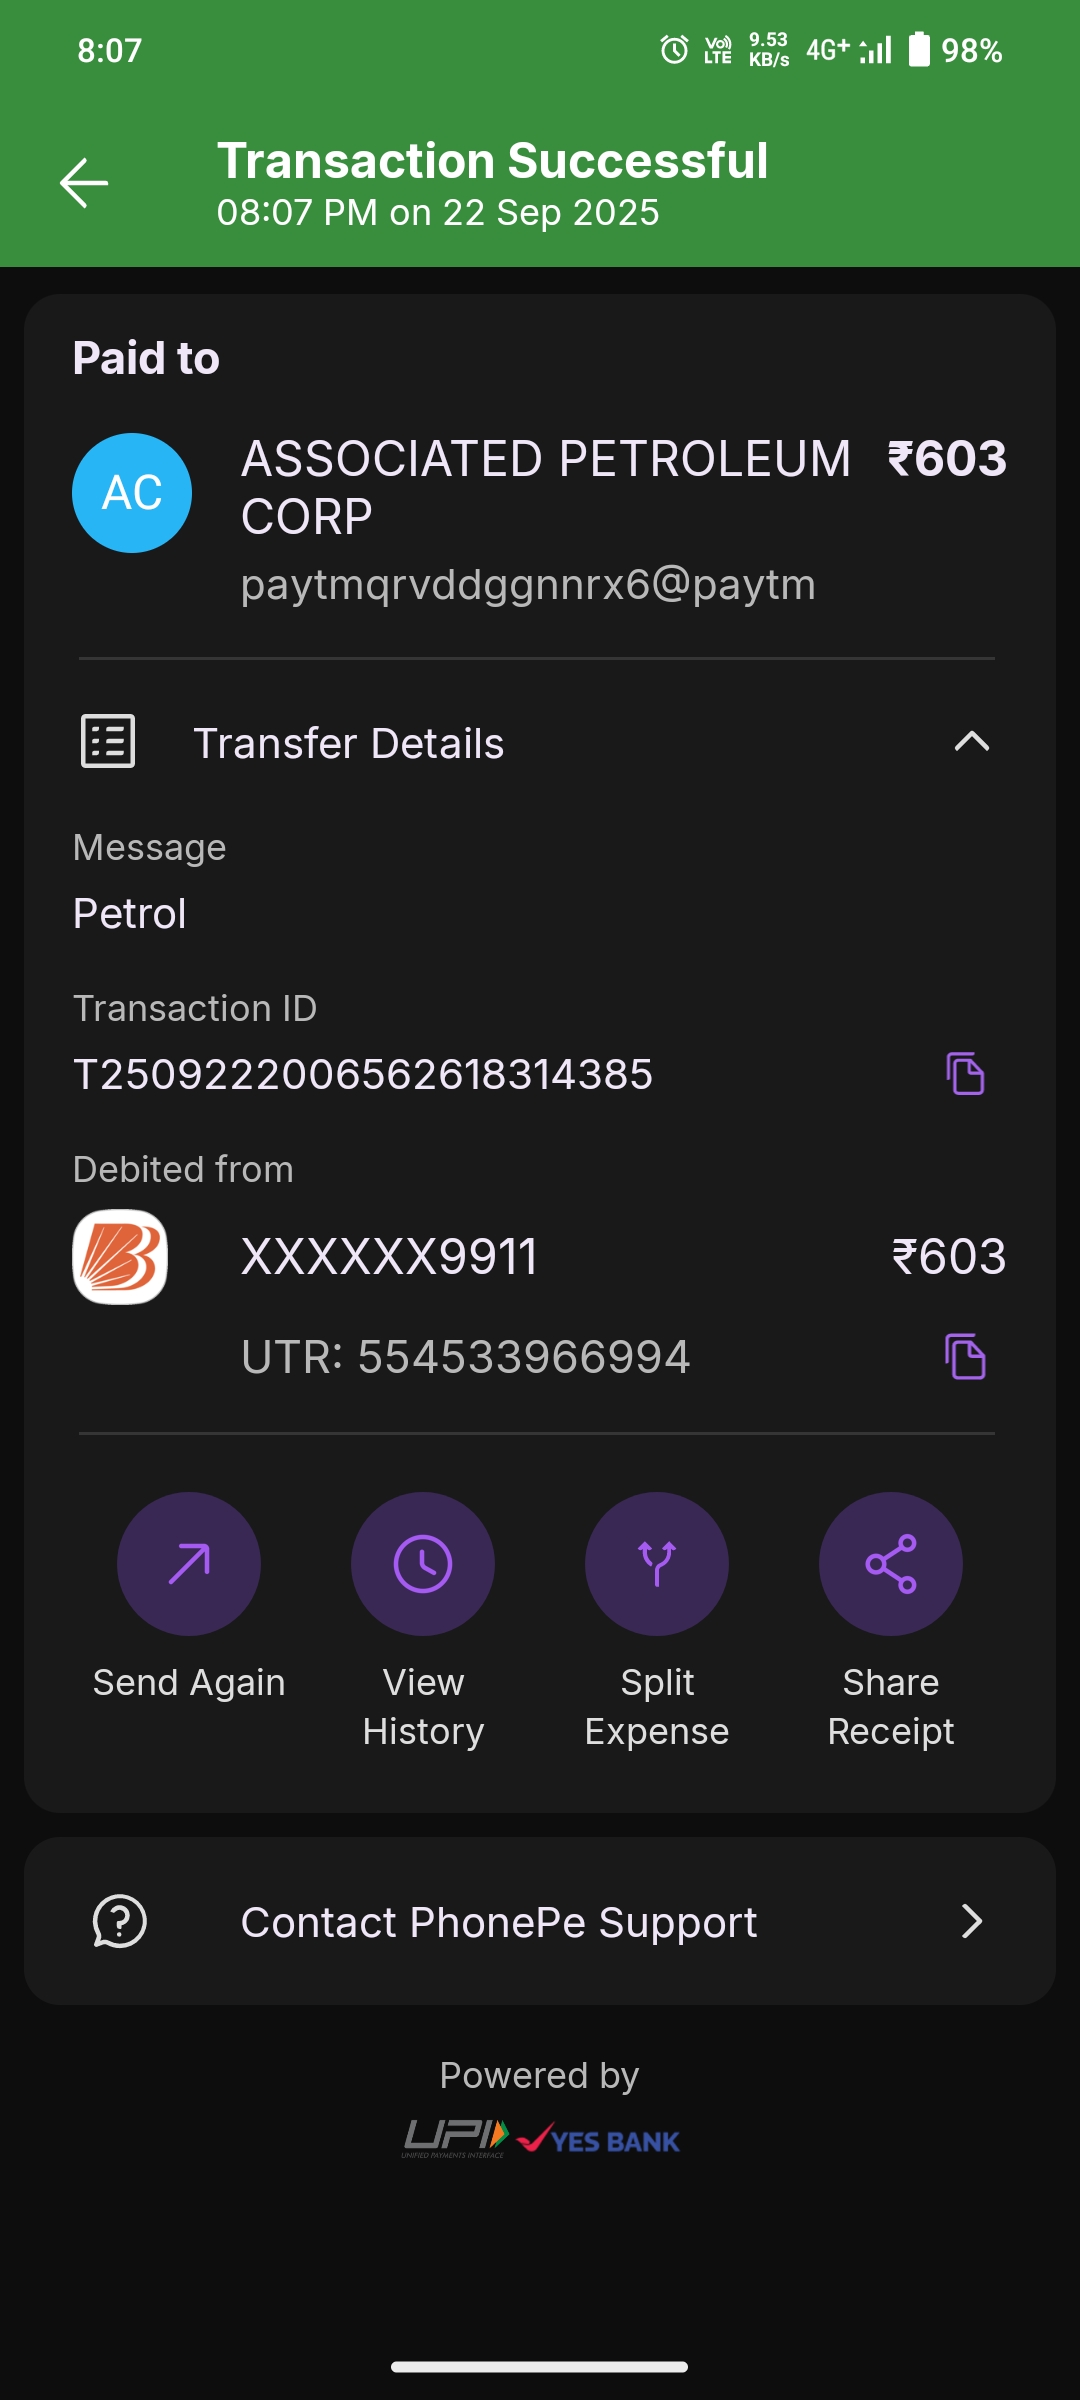 8:07
Vo)) LTE 9.53 KB/s 4G+ 98%
Transaction Successful
08:07 PM on 22 Sep 2025
Paid to
AC
ASSOCIATED PETROLEUM ₹603
CORP
paytmqrvddggnnrx6@paytm
Transfer Details
Message
Petrol
Transaction ID
T2509222006562618314385
Debited from
XXXXXX9911 ₹603
UTR: 554533966994
Send Again
View
History
Split
Expense
Share
Receipt
Contact PhonePe Support
Powered by
UPI YES BANK
UNIFIED PAYMENTS INTERFACE